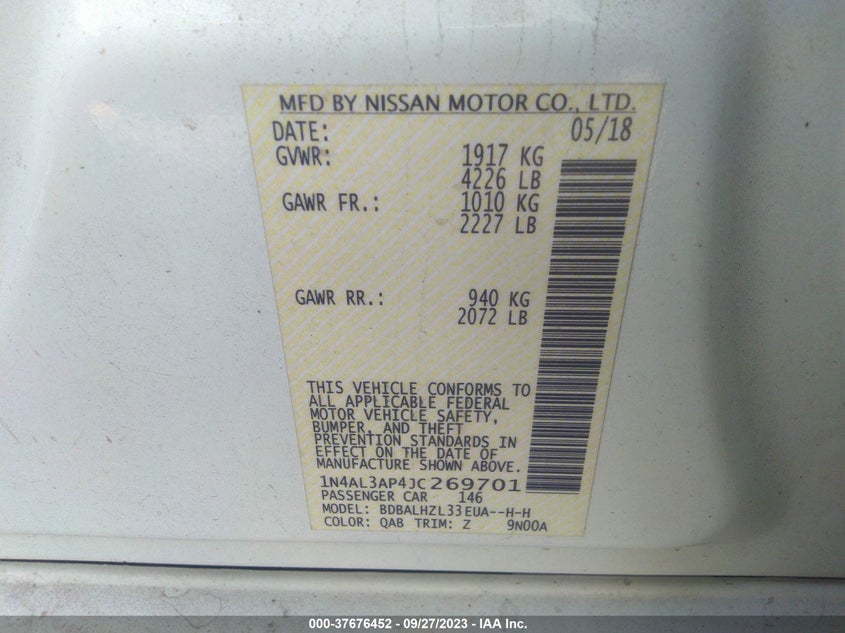 MFD BY NISSAN MOTOR CO., LTD.
DATE: 05/18
GVWR: 1917 KG
4226 LB
GAWR FR.: 1010 KG
2227 LB
GAWR RR.: 940 KG
2072 LB
THIS VEHICLE CONFORMS TO
ALL APPLICABLE FEDERAL
MOTOR VEHICLE SAFETY,
BUMPER, AND THEFT
PREVENTION STANDARDS IN
EFFECT ON THE DATE OF
MANUFACTURE SHOWN ABOVE.
1N4AL3AP4JC269701
PASSENGER CAR 146
MODEL: BDBALHZL33EUA--H-H
COLOR: QAB TRIM: Z 9N00A
000-37676452 / 09/27/2023 - IAA Inc.